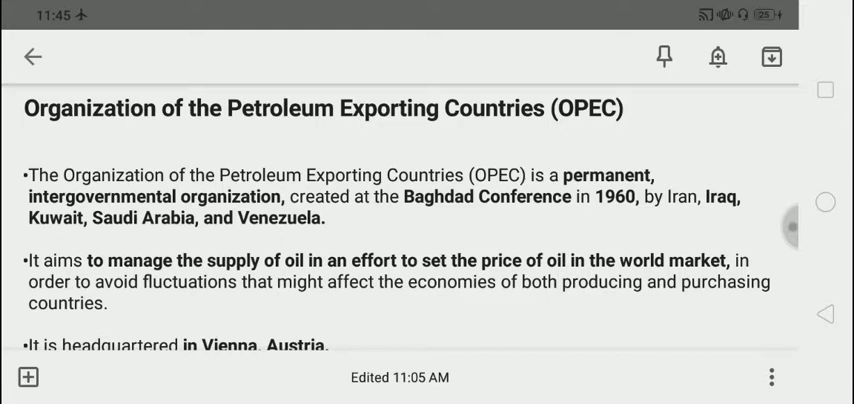 11:45
25
Organization of the Petroleum Exporting Countries (OPEC)
•The Organization of the Petroleum Exporting Countries (OPEC) is a permanent,
intergovernmental organization, created at the Baghdad Conference in 1960, by Iran, Iraq,
Kuwait, Saudi Arabia, and Venezuela.
•It aims to manage the supply of oil in an effort to set the price of oil in the world market, in
order to avoid fluctuations that might affect the economies of both producing and purchasing
countries.
•It is headquartered in Vienna, Austria.
Edited 11:05 AM